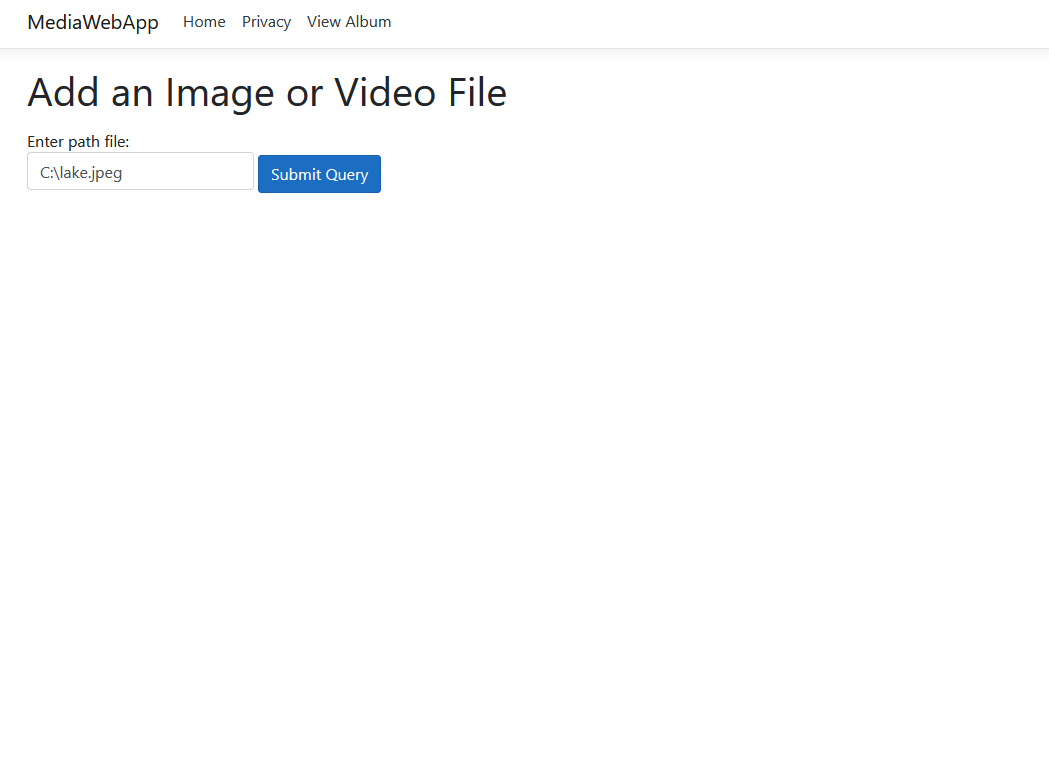 MediaWebApp Home Privacy View Album
Add an Image or Video File
Enter path file:
C:\lake.jpeg Submit Query